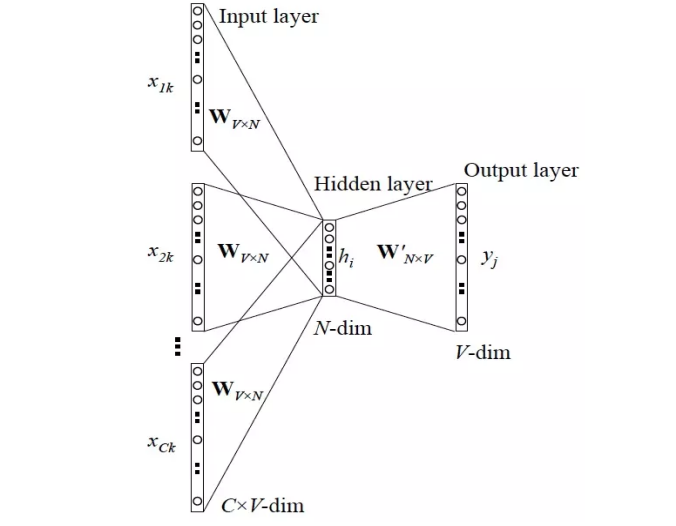 Input layer
x1k
WV×N
Hidden layer
Output layer
x2k
WV×N
hi
W'N×V
yj
N-dim
V-dim
WV×N
xCk
C×V-dim